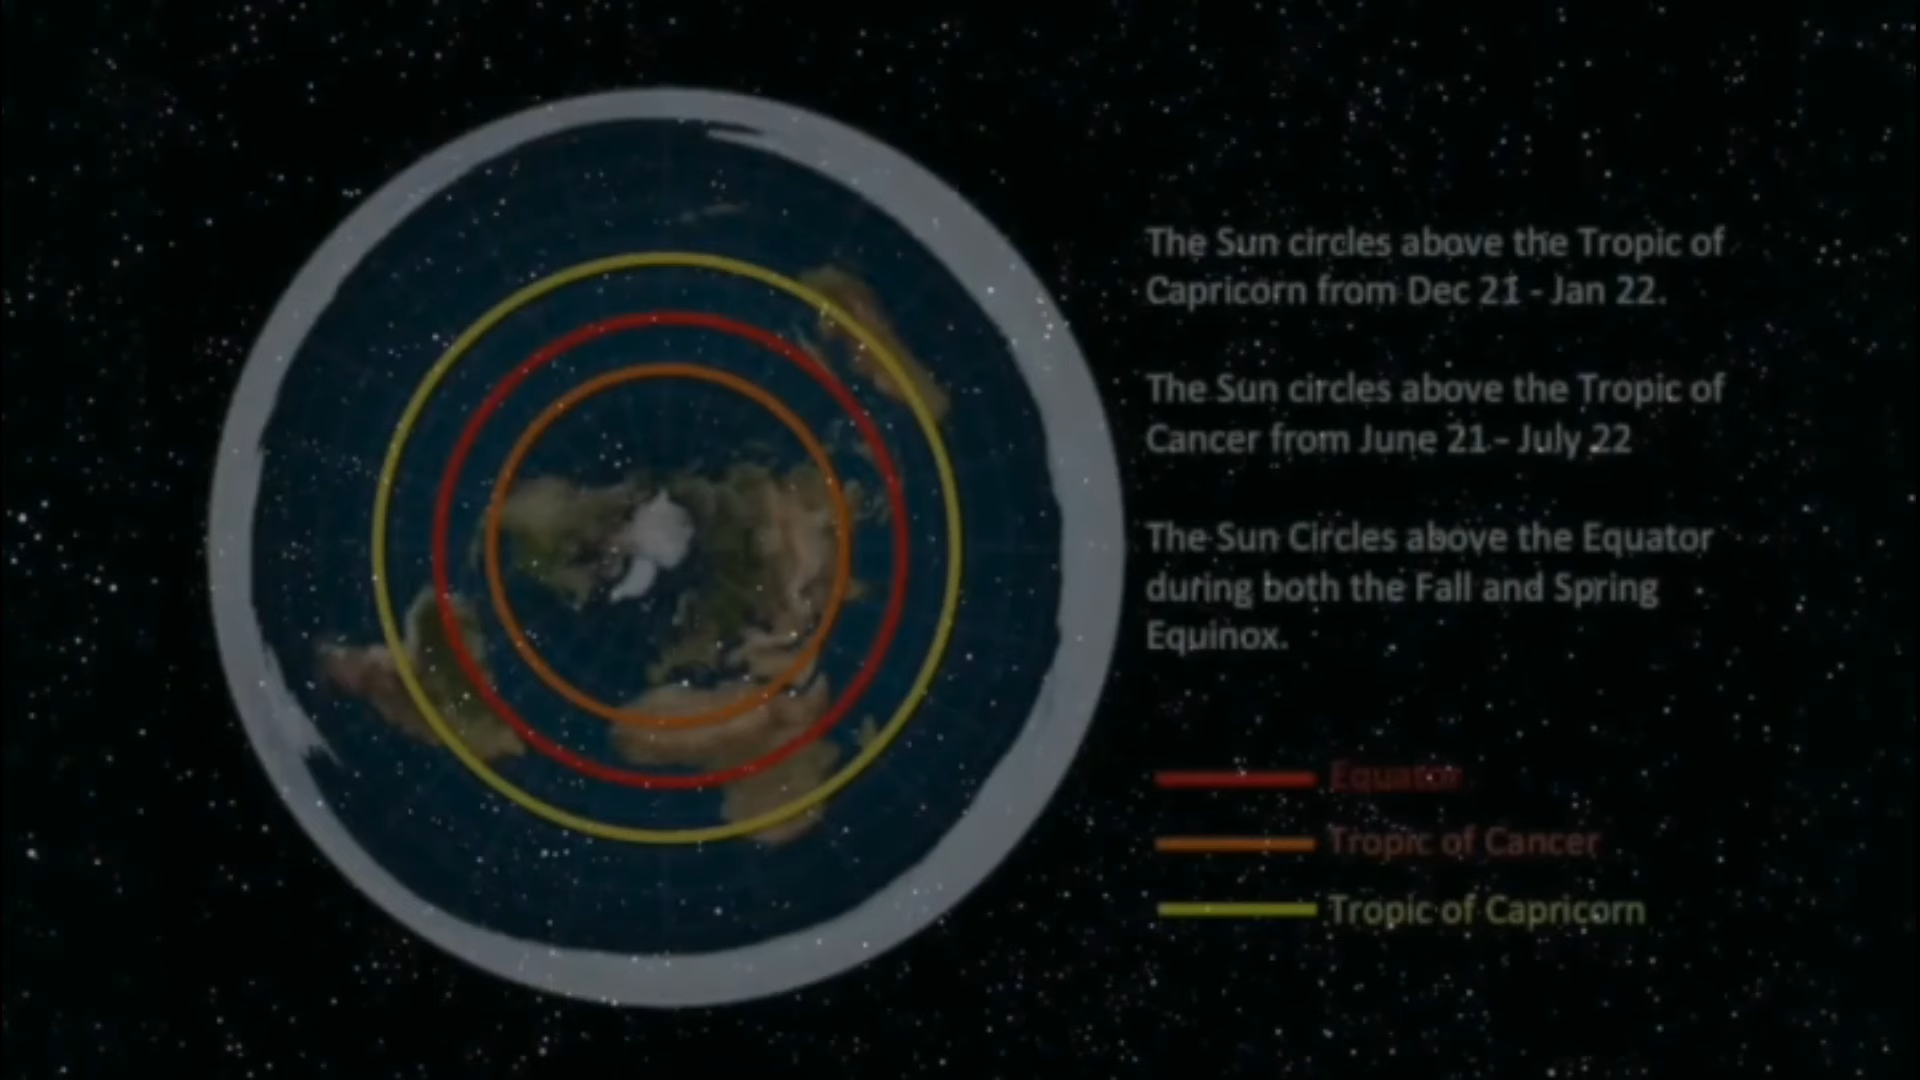 The Sun circles above the Tropic of
Capricorn from Dec 21 - Jan 22.
The Sun circles above the Tropic of
Cancer from June 21 - July 22
The Sun Circles above the Equator
during both the Fall and Spring
Equinox.
Equator
Tropic of Cancer
Tropic of Capricorn